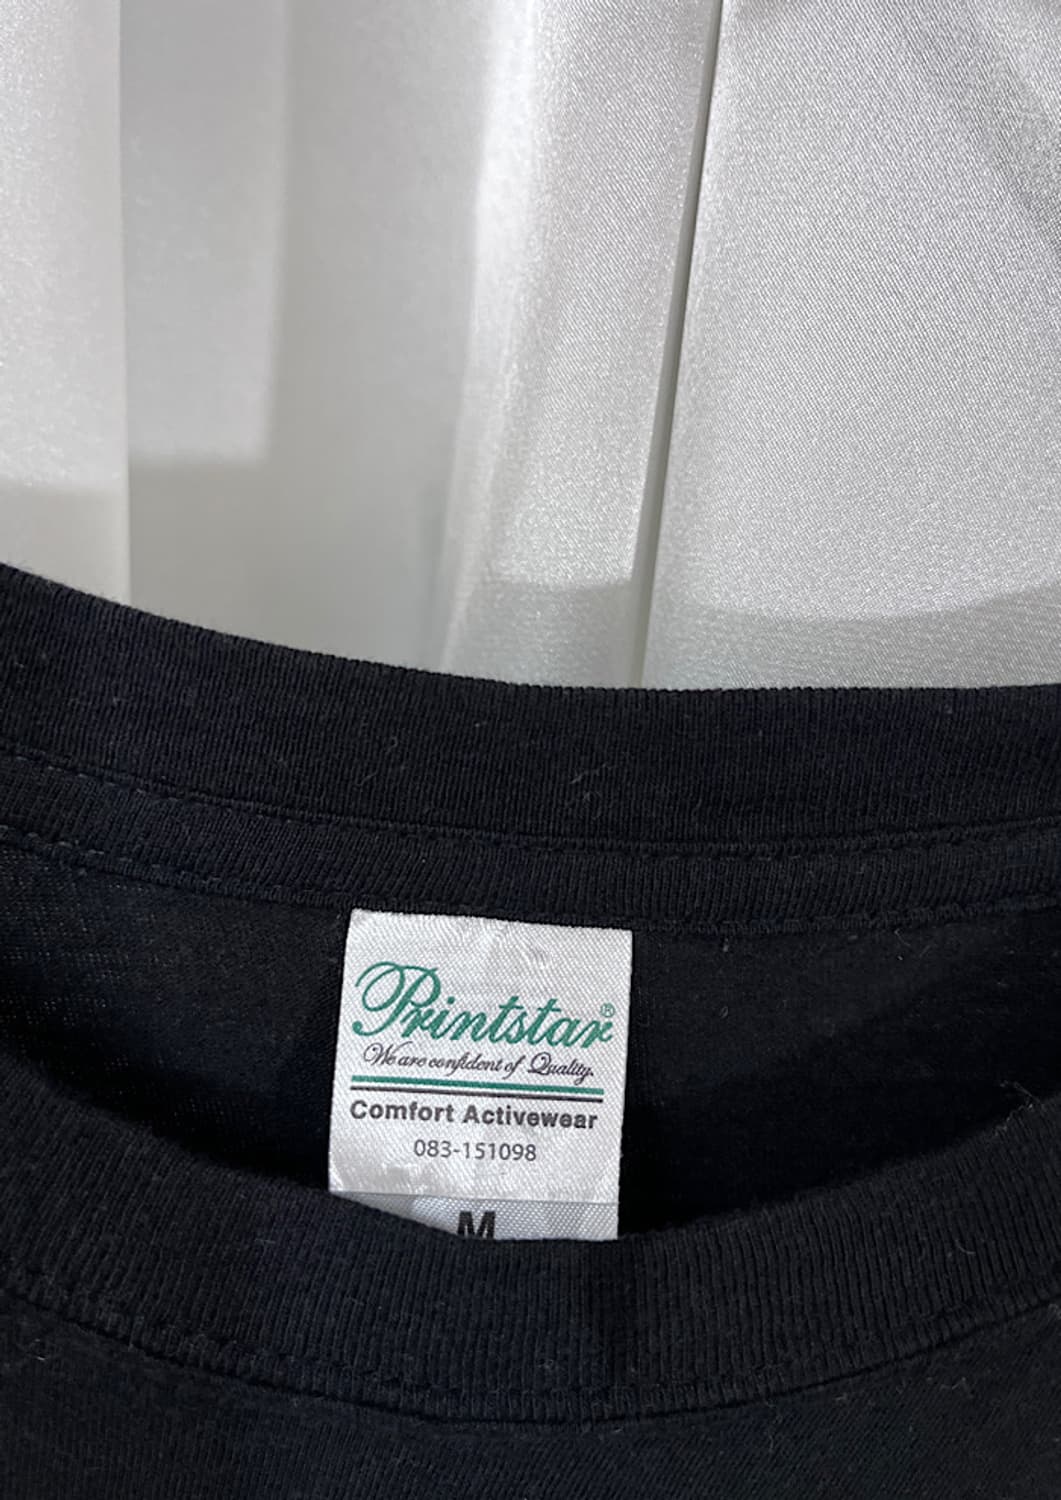 Printstar®
We are confident of Quality.
Comfort Activewear
083-151098
M